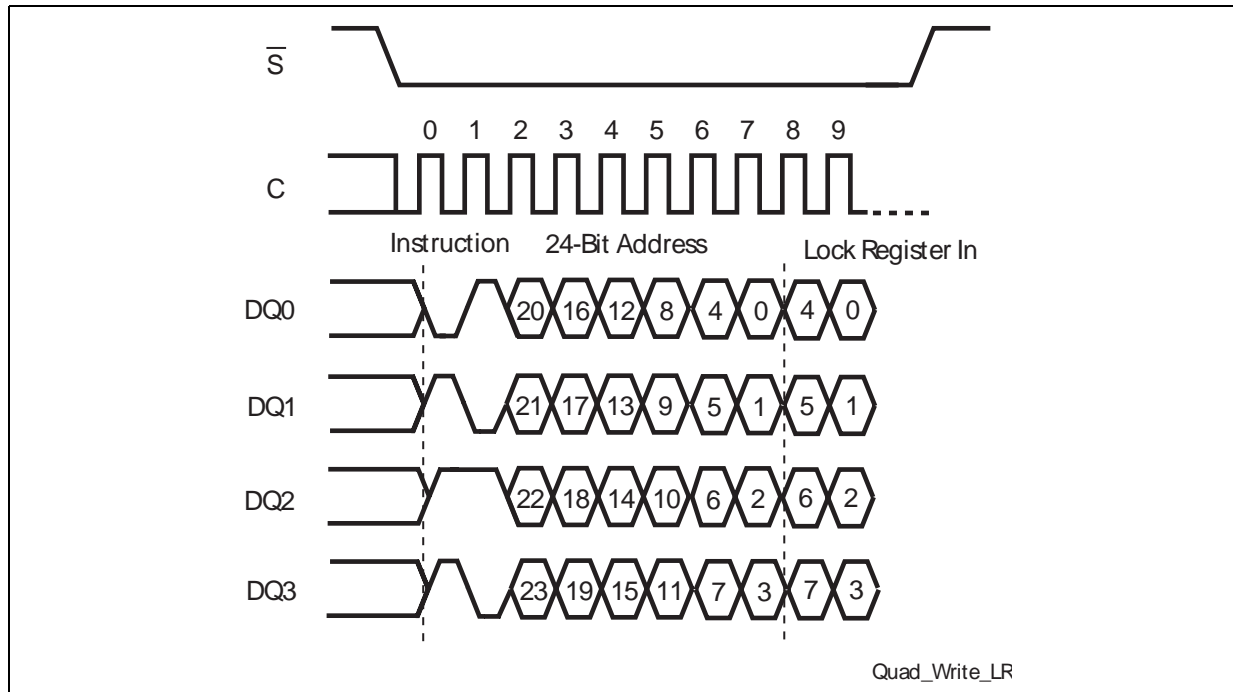 S
0 1 2 3 4 5 6 7 8 9
C
Instruction 24-Bit Address Lock Register In
DQ0 20 16 12 8 4 0 4 0
DQ1 21 17 13 9 5 1 5 1
DQ2 22 18 14 10 6 2 6 2
DQ3 23 19 15 11 7 3 7 3
Quad_Write_LR